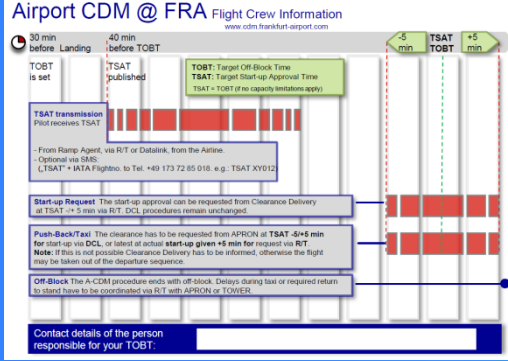 Airport CDM @ FRA Flight Crew Information
www.cdm.frankfurt-airport.com
30 min
before Landing
40 min
before TOBT
-5
min
TSAT
TOBT
+5
min
TOBT
is set
TSAT
published
TOBT: Target Off-Block Time
TSAT: Target Start-up Approval Time
TSAT = TOBT (if no capacity limitations apply)
TSAT transmission
Pilot receives TSAT
- From Ramp Agent, via R/T or Datalink, from the Airline.
- Optional via SMS:
(„TSAT" + IATA Flightno. to Tel. +49 173 72 85 018. e.g.: TSAT XY012)
Start-up Request The start-up approval can be requested from Clearance Delivery
at TSAT -/+ 5 min via R/T. DCL procedures remain unchanged.
Push-Back/Taxi The clearance has to be requested from APRON at TSAT -5/+5 min
for start-up via DCL, or latest at actual start-up given +5 min for request via R/T.
Note: If this is not possible Clearance Delivery has to be informed, otherwise the flight
may be taken out of the departure sequence.
Off-Block The A-CDM procedure ends with off-block. Delays during taxi or required return
to stand have to be coordinated via R/T with APRON or TOWER.
Contact details of the person
responsible for your TOBT: